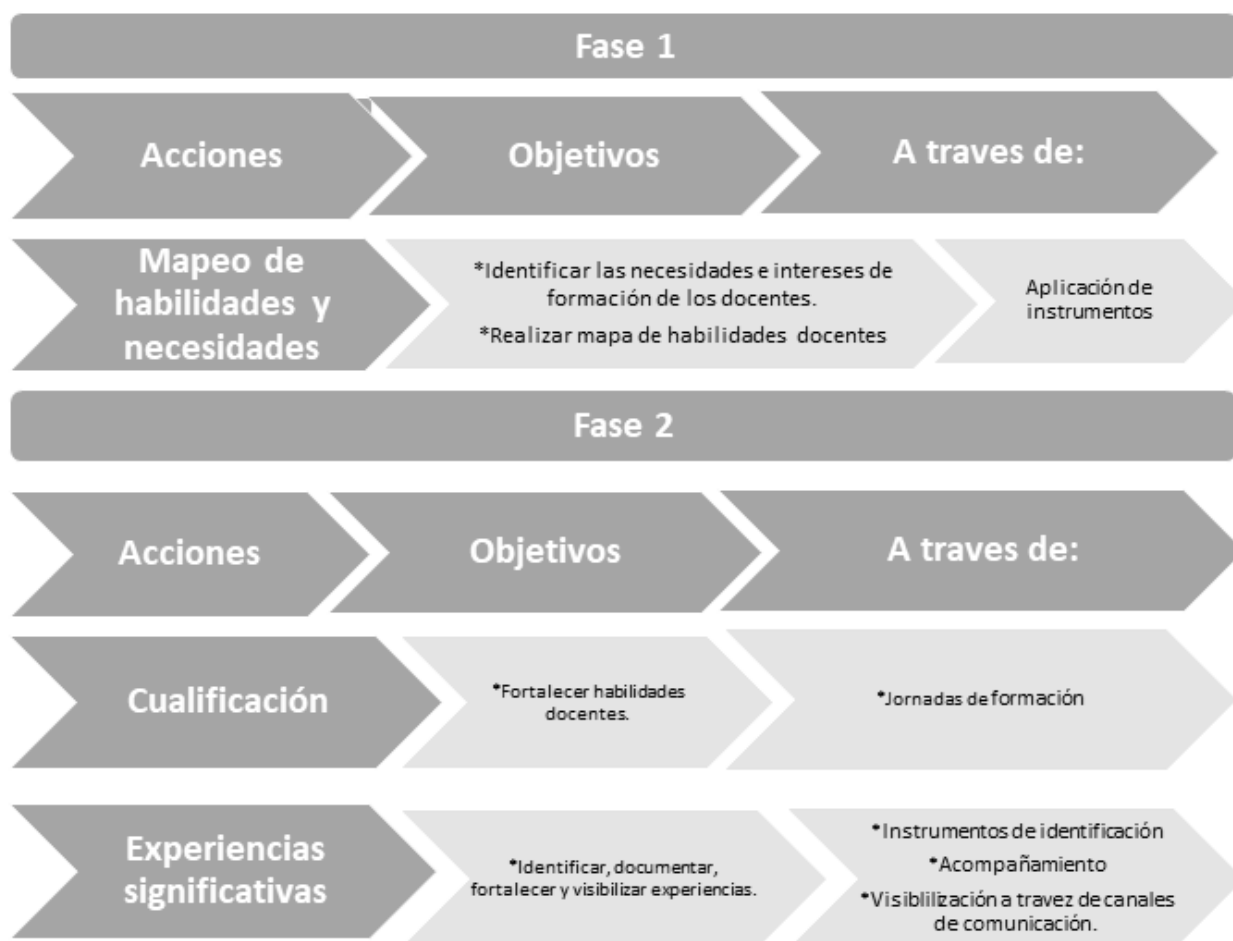 Fase 1
Acciones
Objetivos
A traves de:
Mapeo de
habilidades y
necesidades
*Identificar las necesidades e intereses de
formación de los docentes.
*Realizar mapa de habilidades docentes
Aplicación de
instrumentos
Fase 2
Acciones
Objetivos
A traves de:
Cualificación
*Fortalecer habilidades
docentes.
*Jornadas de formación
Experiencias
significativas
*Identificar, documentar,
fortalecer y visibilizar experiencias.
*Instrumentos de identificación
*Acompañamiento
*Visiblilización a travez de canales
de comunicación.